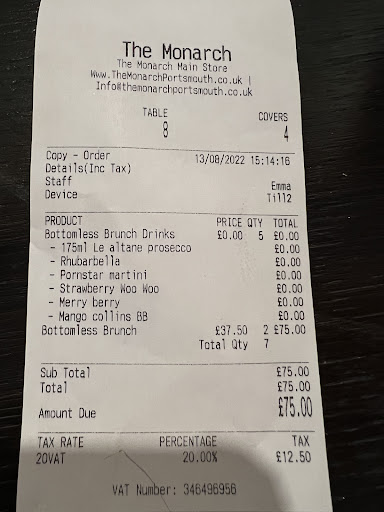 The Monarch
The Monarch Main Store
Www.TheMonarchPortsmouth.co.uk |
Info@themonarchportsmouth.co.uk
TABLE COVERS
8 4
Copy - Order 13/08/2022 15:14:16
Details(Inc Tax)
Staff Emma
Device Till2
PRODUCT PRICE QTY TOTAL
Bottomless Brunch Drinks £0.00 5 £0.00
- 175ml Le altane prosecco £0.00
- Rhubarbella £0.00
- Pornstar martini £0.00
- Strawberry Woo Woo £0.00
- Merry berry £0.00
- Mango collins BB £0.00
Bottomless Brunch £37.50 2 £75.00
Total Qty 7
Sub Total £75.00
Total £75.00
Amount Due £75.00
TAX RATE PERCENTAGE TAX
20VAT 20.00% £12.50
VAT Number: 346496956